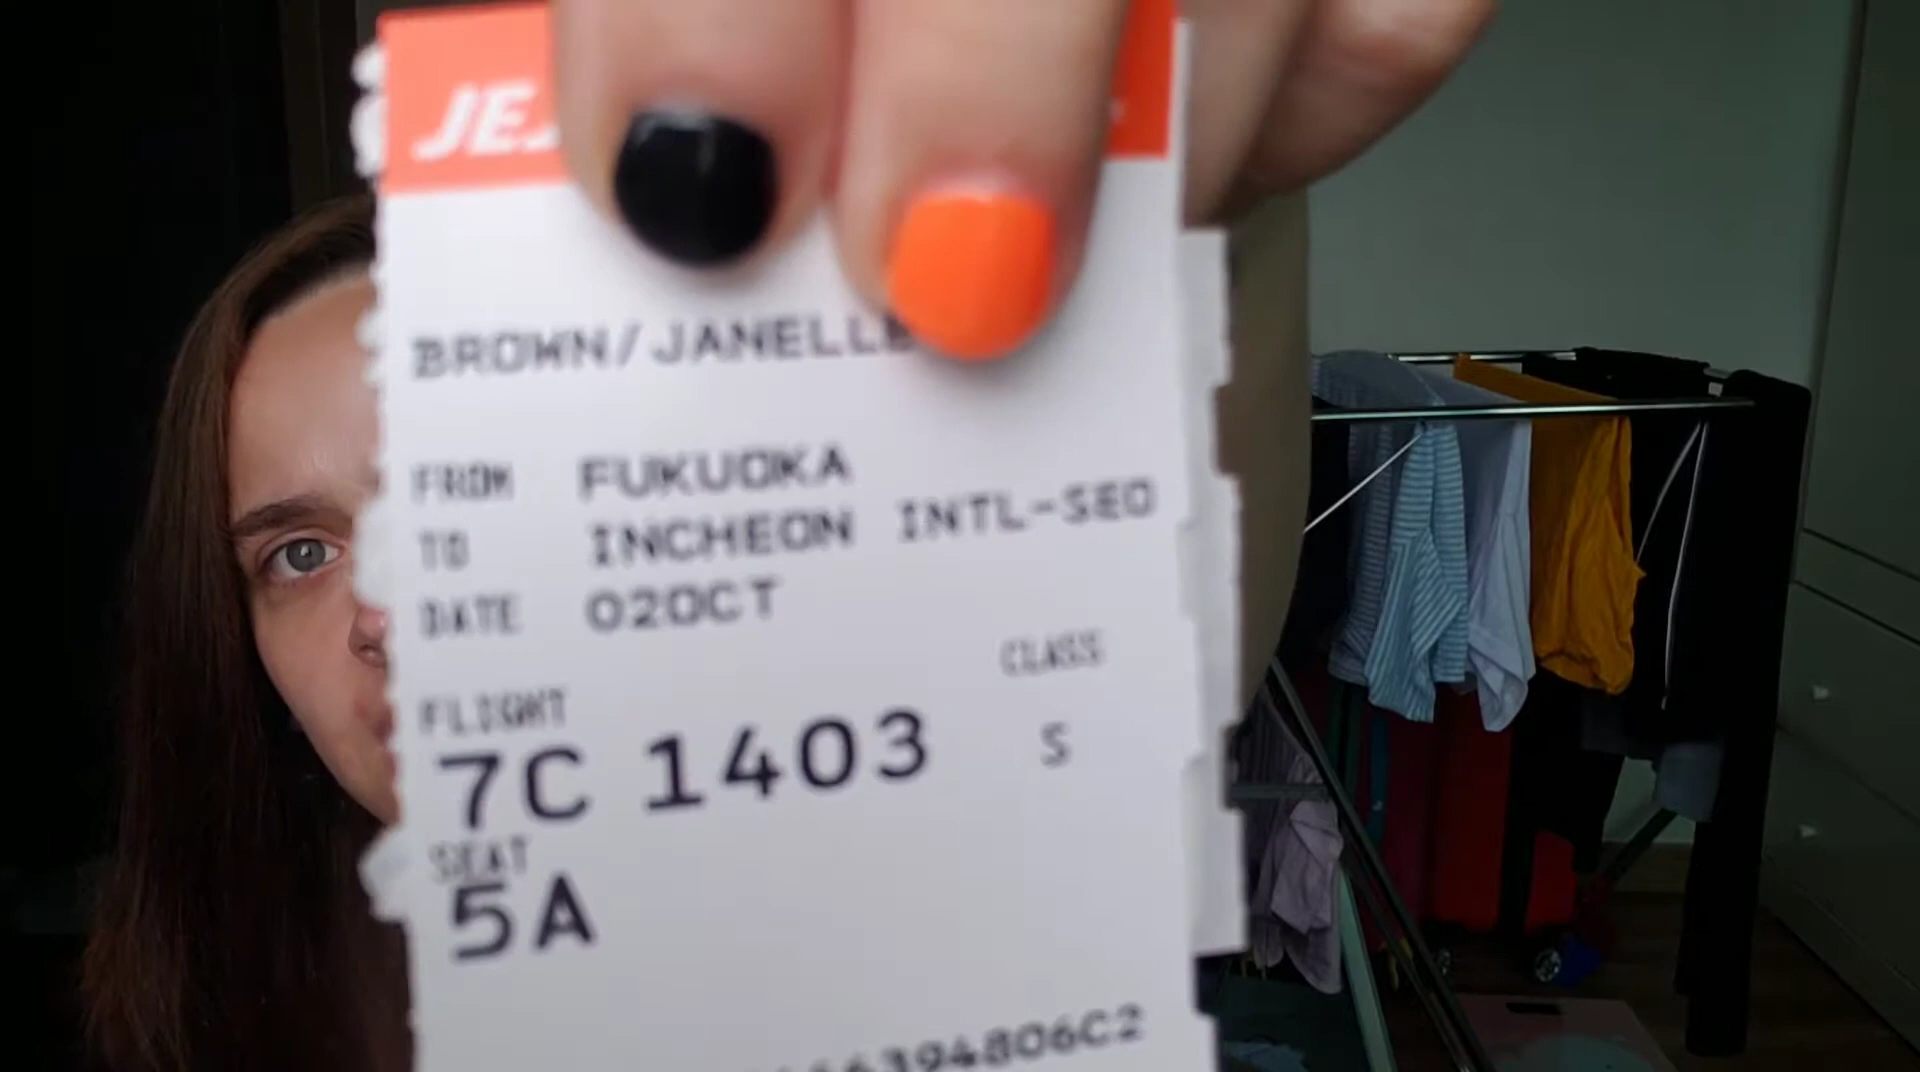 BROWN/JANELLE
FROM FUKUOKA
TO INCHEON INTL-SEO
DATE 02OCT
CLASS
FLIGHT
7C 1403 S
SEAT
5A